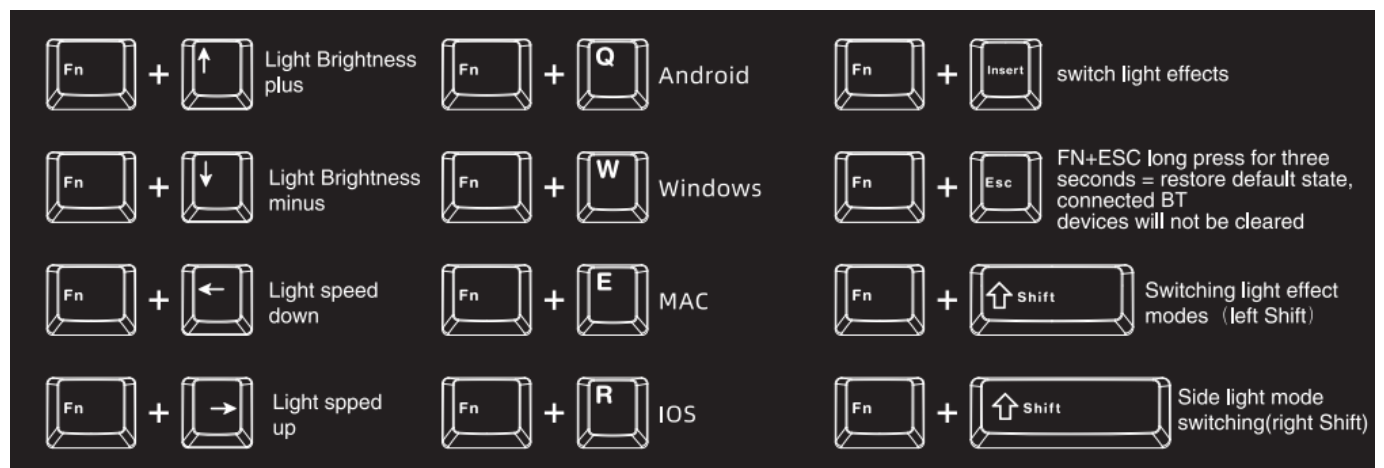 Fn + ↑ Light Brightness
plus
Fn + Q Android
Fn + Insert switch light effects
Fn + ↓ Light Brightness
minus
Fn + W Windows
Fn + Esc FN+ESC long press for three
seconds = restore default state,
connected BT
devices will not be cleared
Fn + ← Light speed
down
Fn + E MAC
Fn + ⇧ Shift Switching light effect
modes（left Shift）
Fn + → Light spped
up
Fn + R IOS
Fn + ⇧ Shift Side light mode
switching(right Shift)